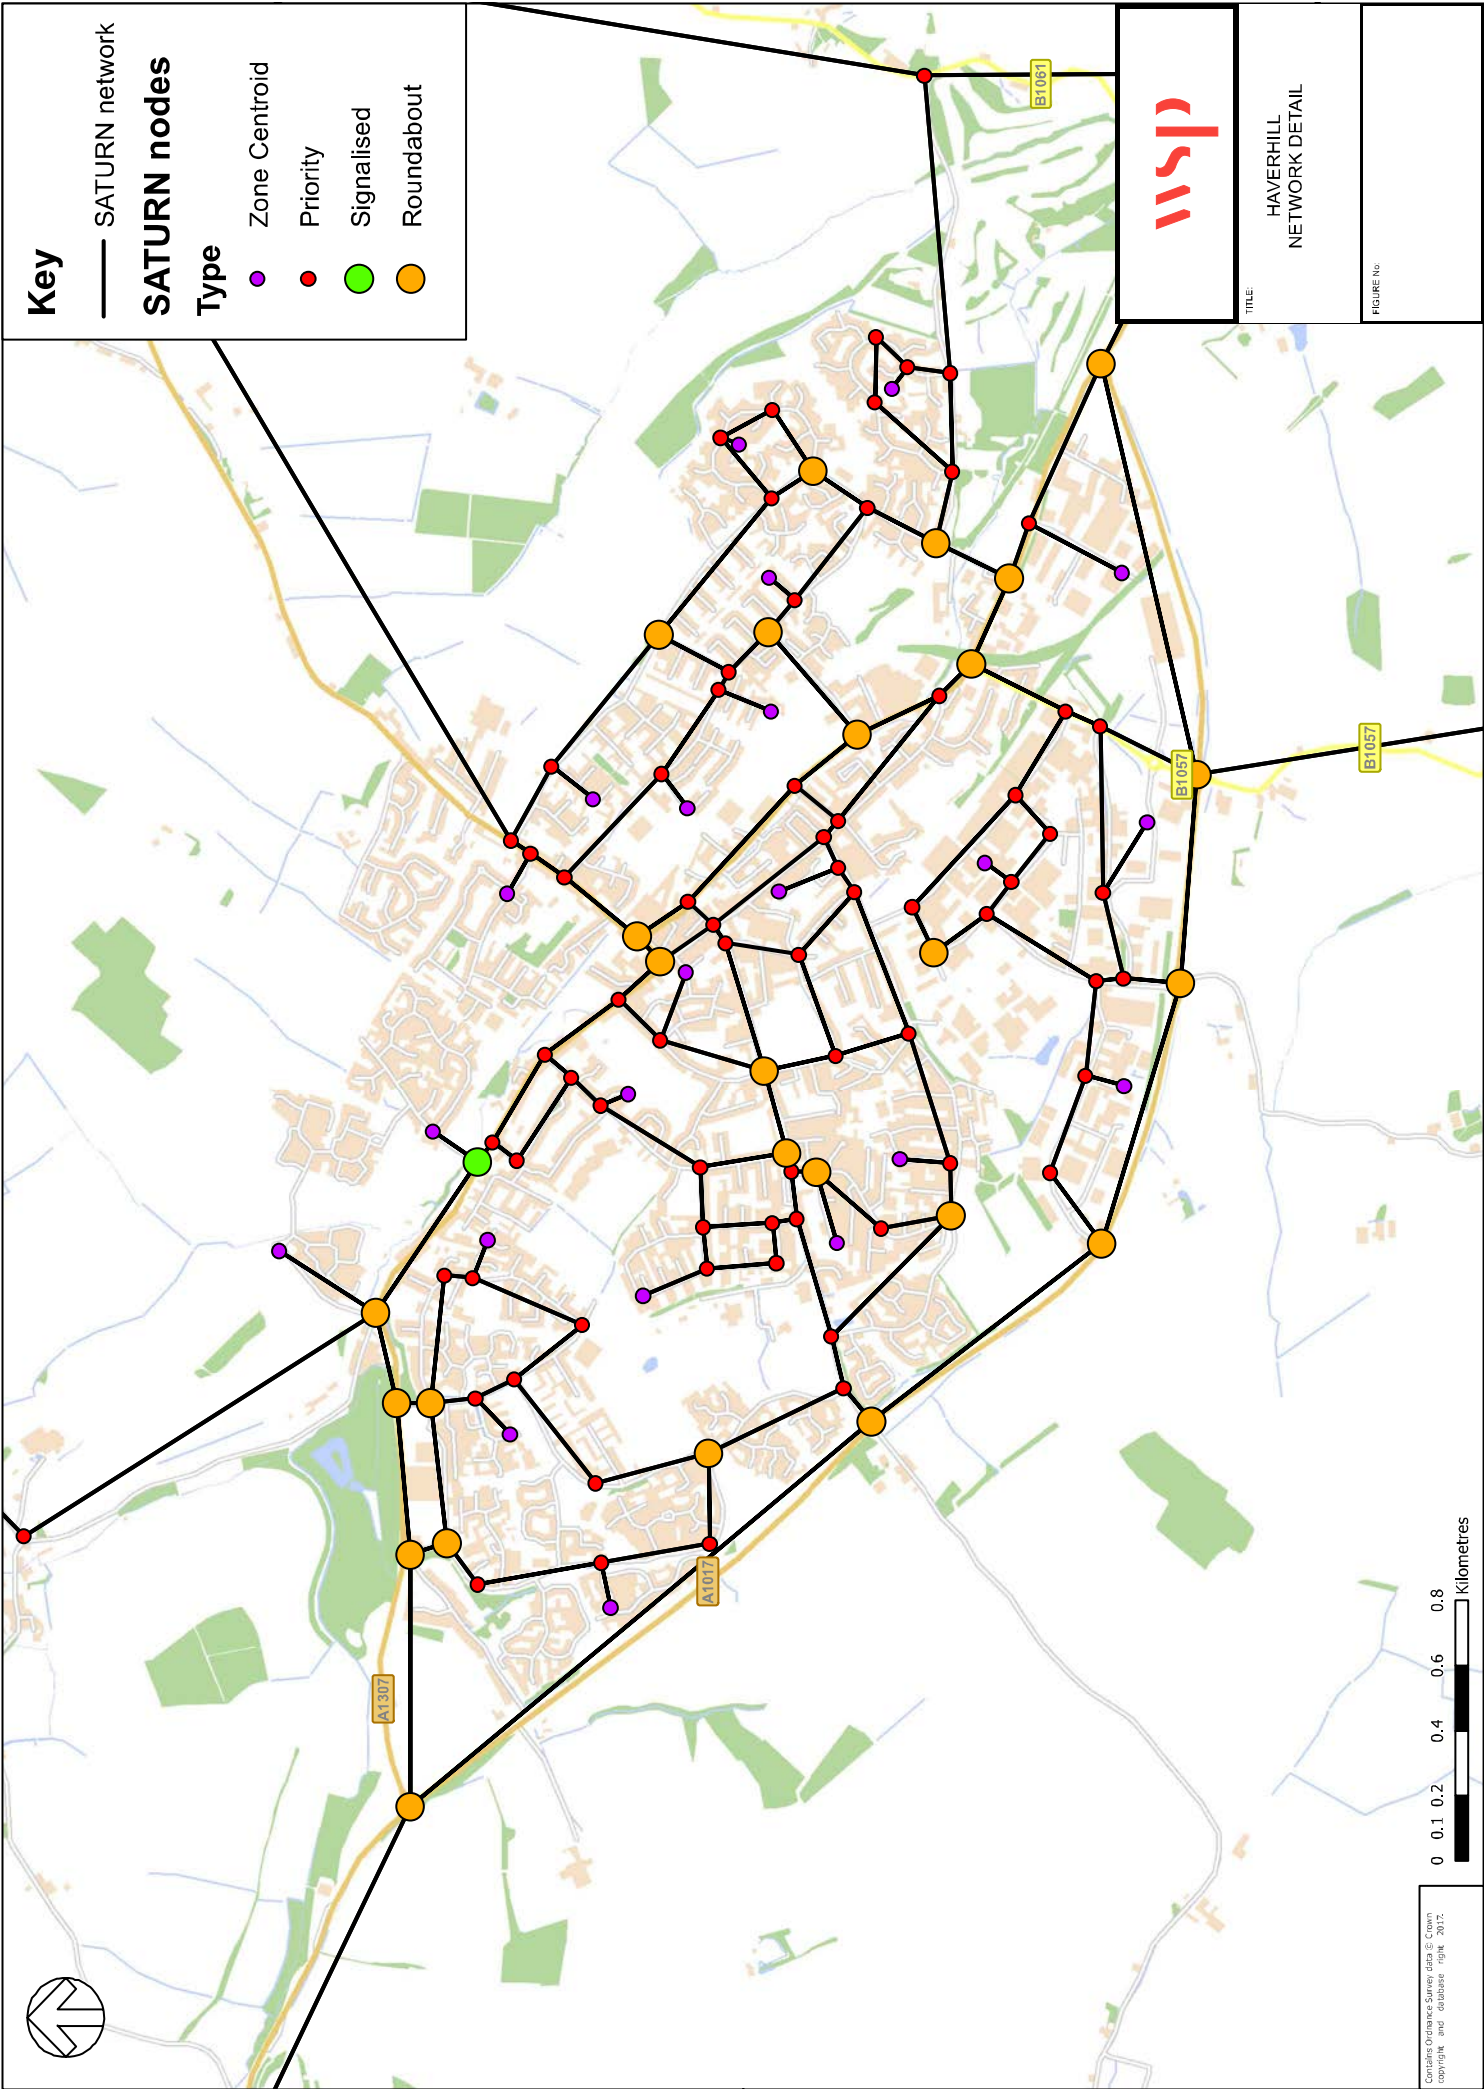 Key
SATURN network
SATURN nodes
Type
Zone Centroid
Priority
Signalised
Roundabout
B1061
wsp
TITLE:
HAVERHILL
NETWORK DETAIL
FIGURE No:
B1057
B1057
A1017
A1307
0 0.1 0.2 0.4 0.6 0.8
Kilometres
Contains Ordnance Survey data © Crown
copyright and database right 2017.